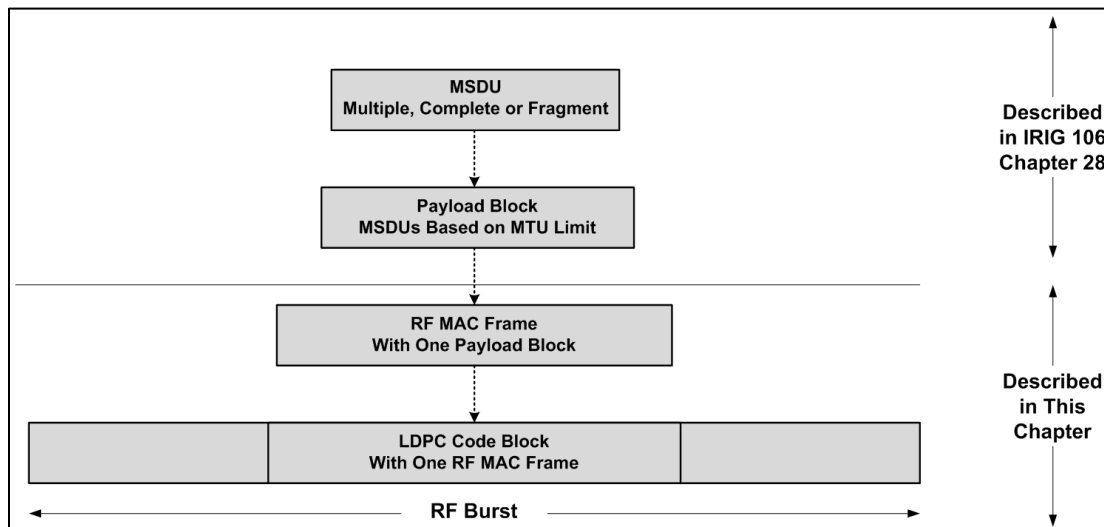 MSDU
Multiple, Complete or Fragment
Described
in IRIG 106
Chapter 28
Payload Block
MSDUs Based on MTU Limit
RF MAC Frame
With One Payload Block
Described
in This
Chapter
LDPC Code Block
With One RF MAC Frame
RF Burst